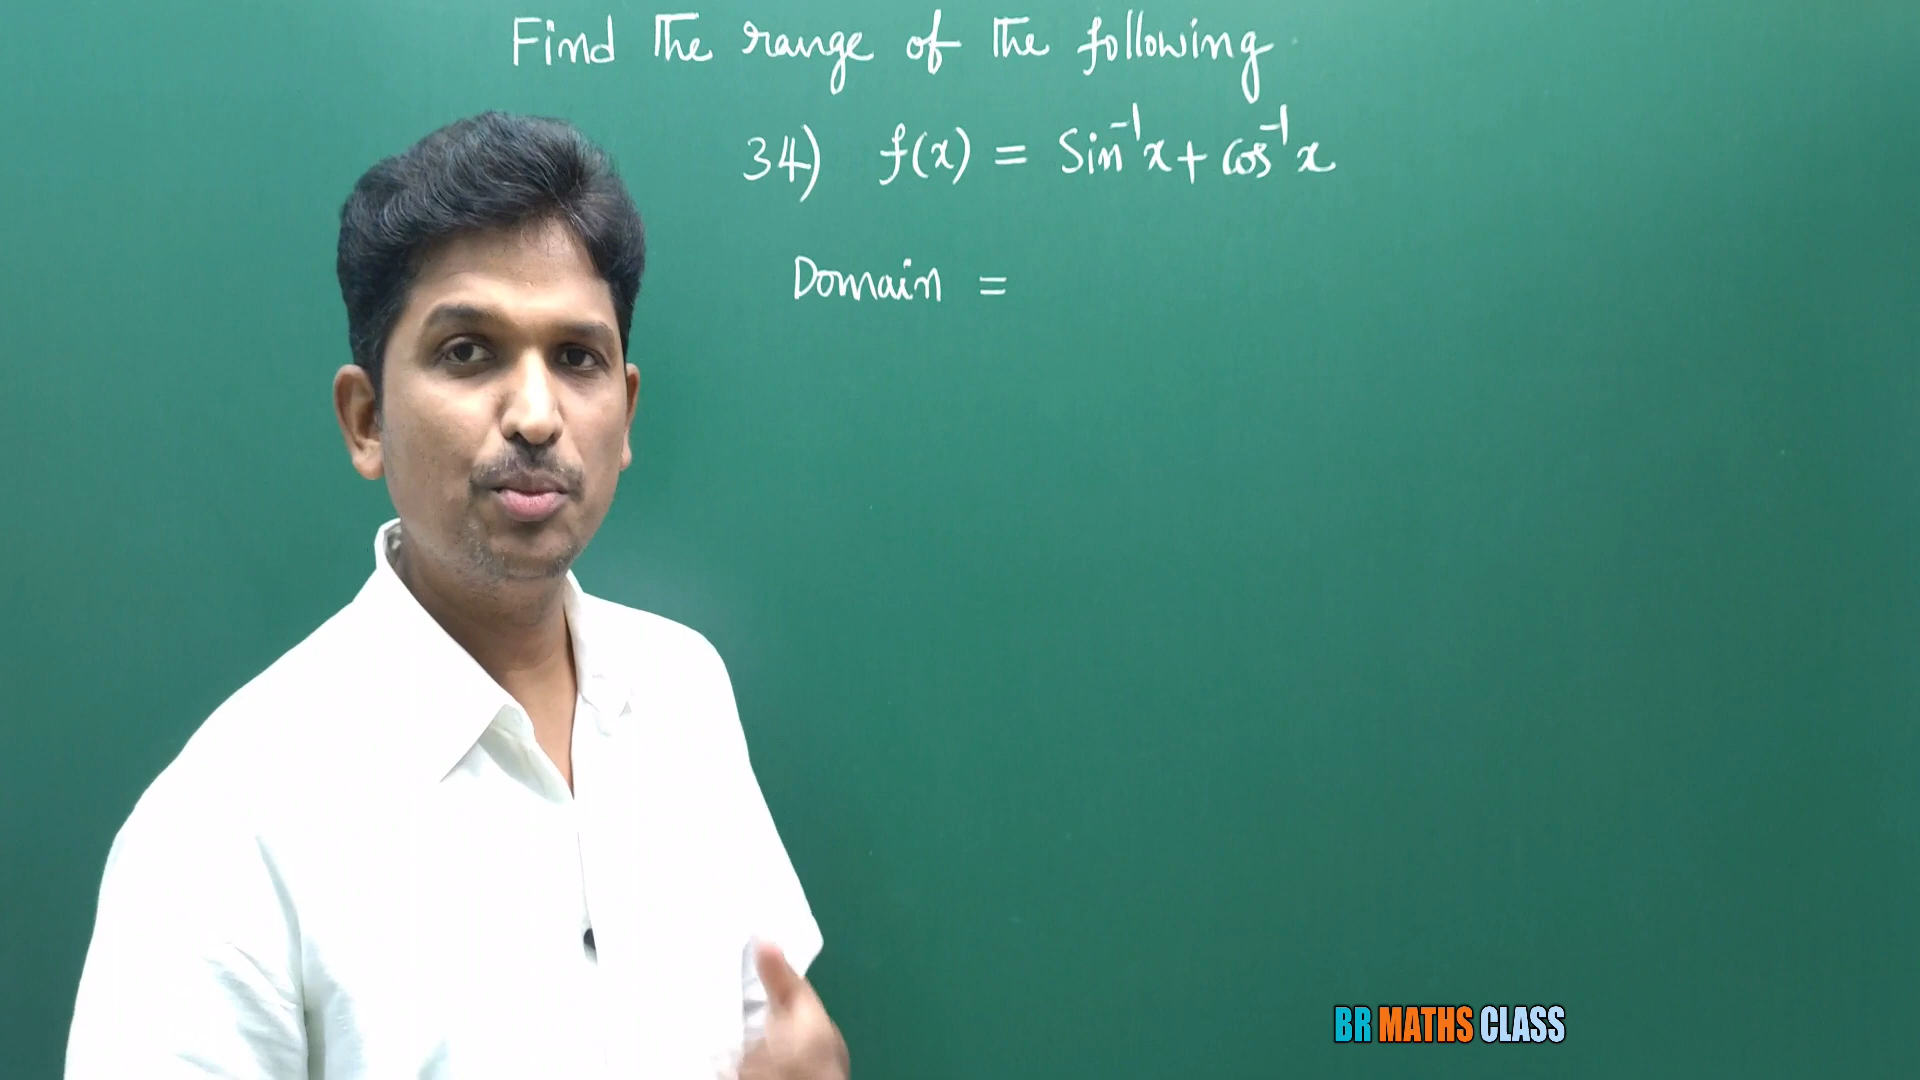 Find The range of the following
34) f(x) = Sin⁻¹x + cos⁻¹x
Domain =
BR MATHS CLASS